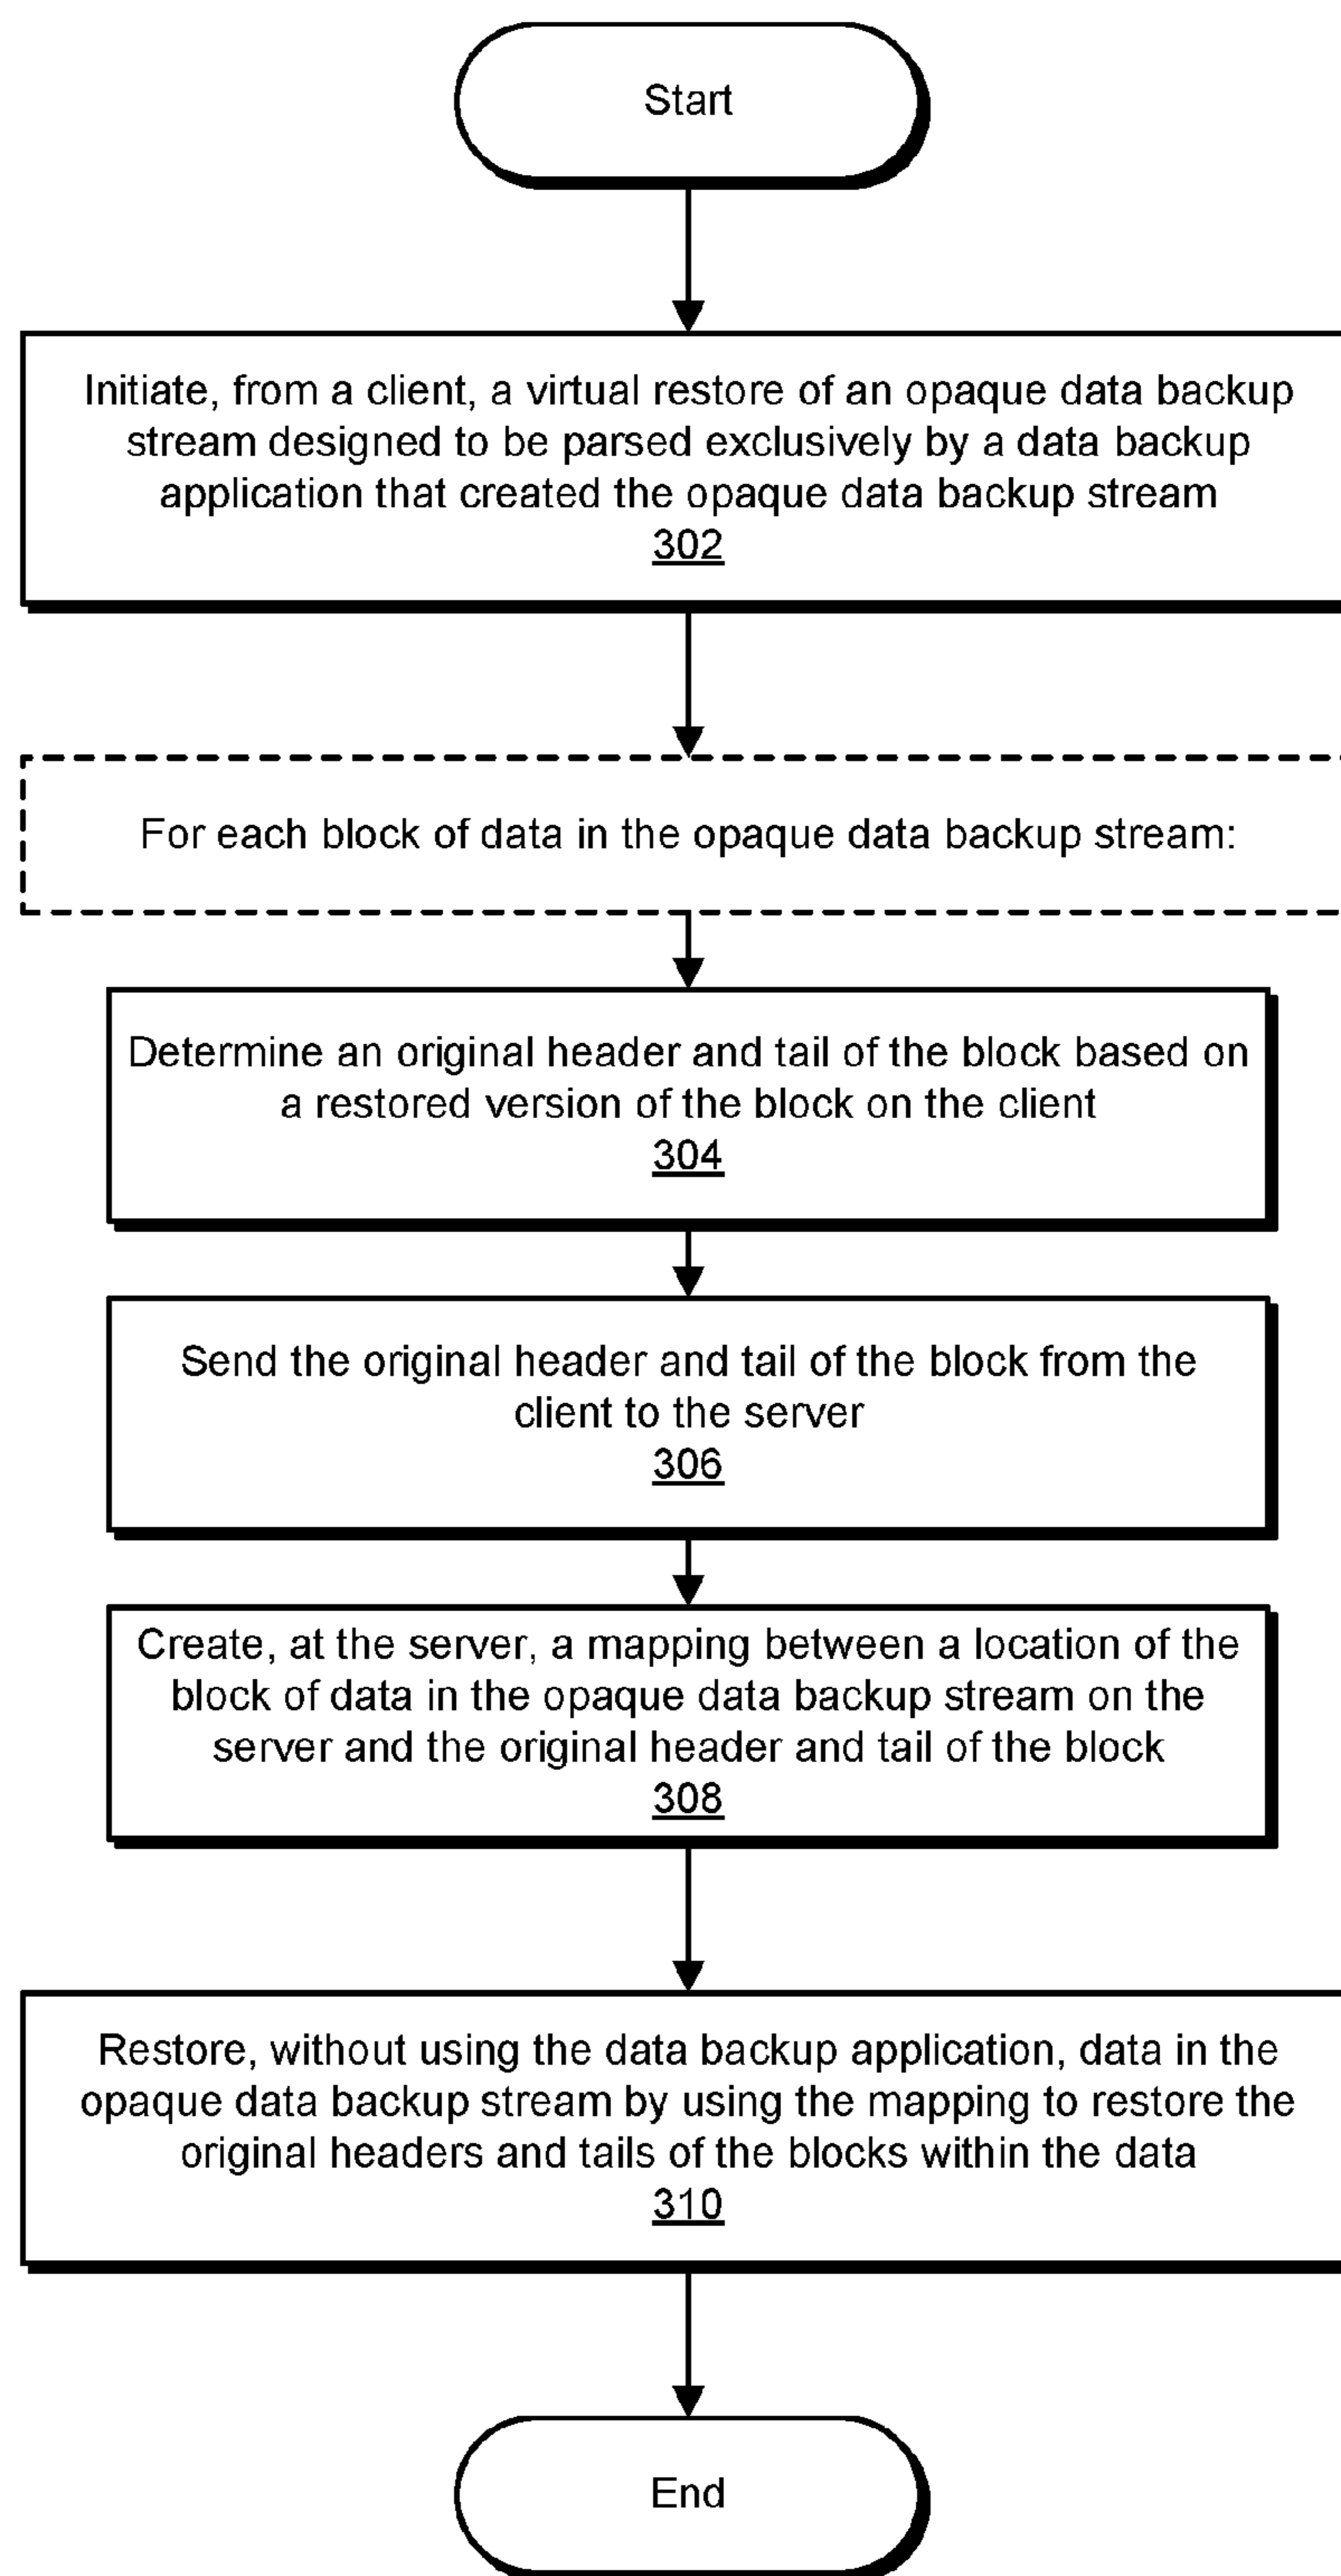 Start
Initiate, from a client, a virtual restore of an opaque data backup
stream designed to be parsed exclusively by a data backup
application that created the opaque data backup stream
302
For each block of data in the opaque data backup stream:
Determine an original header and tail of the block based on
a restored version of the block on the client
304
Send the original header and tail of the block from the
client to the server
306
Create, at the server, a mapping between a location of the
block of data in the opaque data backup stream on the
server and the original header and tail of the block
308
Restore, without using the data backup application, data in the
opaque data backup stream by using the mapping to restore the
original headers and tails of the blocks within the data
310
End